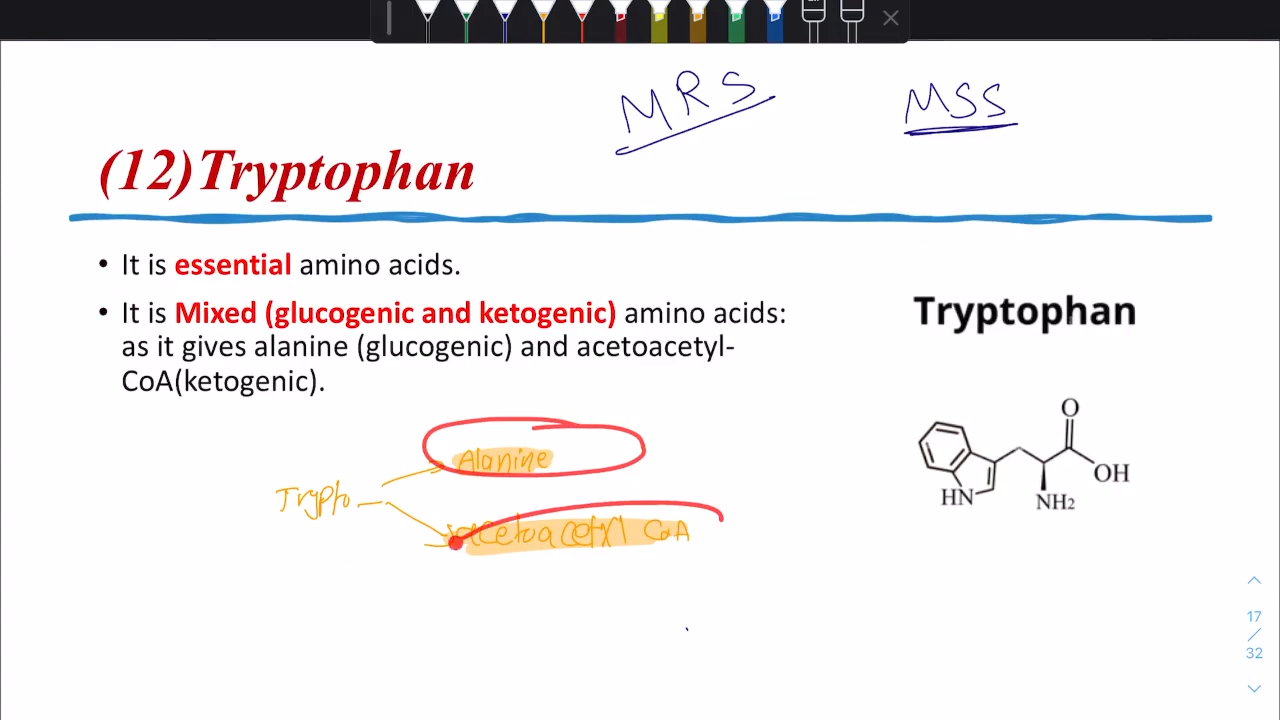 MRS
MSS
(12)Tryptophan
• It is essential amino acids.
• It is Mixed (glucogenic and ketogenic) amino acids:
as it gives alanine (glucogenic) and acetoacetyl-
CoA(ketogenic).
Tryptophan
Alanine
Trypto
acetoacetyl CoA
O
OH
HN
NH2
17
/
32